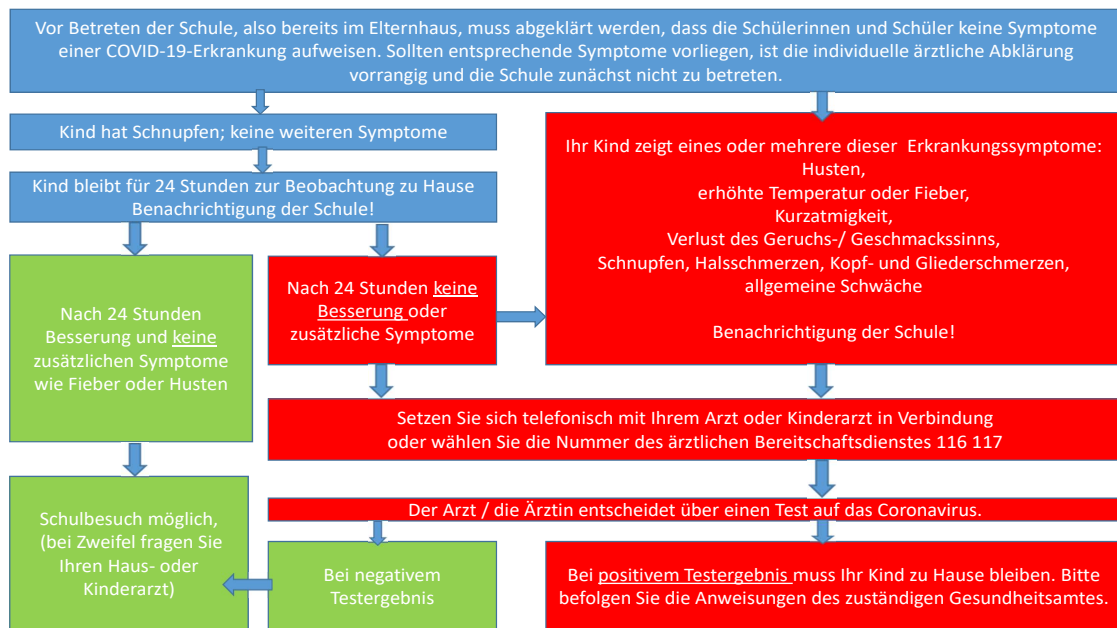 Vor Betreten der Schule, also bereits im Elternhaus, muss abgeklärt werden, dass die Schülerinnen und Schüler keine Symptome
einer COVID-19-Erkrankung aufweisen. Sollten entsprechende Symptome vorliegen, ist die individuelle ärztliche Abklärung
vorrangig und die Schule zunächst nicht zu betreten.
Kind hat Schnupfen; keine weiteren Symptome
Kind bleibt für 24 Stunden zur Beobachtung zu Hause
Benachrichtigung der Schule!
Nach 24 Stunden
Besserung und keine
zusätzlichen Symptome
wie Fieber oder Husten
Nach 24 Stunden keine
Besserung oder
zusätzliche Symptome
Ihr Kind zeigt eines oder mehrere dieser Erkrankungssymptome:
Husten,
erhöhte Temperatur oder Fieber,
Kurzatmigkeit,
Verlust des Geruchs-/ Geschmackssinns,
Schnupfen, Halsschmerzen, Kopf- und Gliederschmerzen,
allgemeine Schwäche
Benachrichtigung der Schule!
Setzen Sie sich telefonisch mit Ihrem Arzt oder Kinderarzt in Verbindung
oder wählen Sie die Nummer des ärztlichen Bereitschaftsdienstes 116 117
Der Arzt / die Ärztin entscheidet über einen Test auf das Coronavirus.
Schulbesuch möglich,
(bei Zweifel fragen Sie
Ihren Haus- oder
Kinderarzt)
Bei negativem
Testergebnis
Bei positivem Testergebnis muss Ihr Kind zu Hause bleiben. Bitte
befolgen Sie die Anweisungen des zuständigen Gesundheitsamtes.